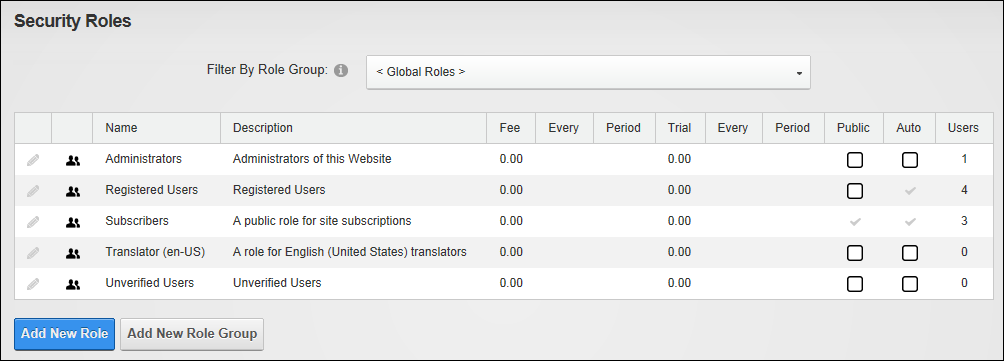 Security Roles
Filter By Role Group: < Global Roles >
Name Description Fee Every Period Trial Every Period Public Auto Users
Administrators Administrators of this Website 0.00 0.00 1
Registered Users Registered Users 0.00 0.00 4
Subscribers A public role for site subscriptions 0.00 0.00 3
Translator (en-US) A role for English (United States) translators 0.00 0.00 0
Unverified Users Unverified Users 0.00 0.00 0
Add New Role Add New Role Group